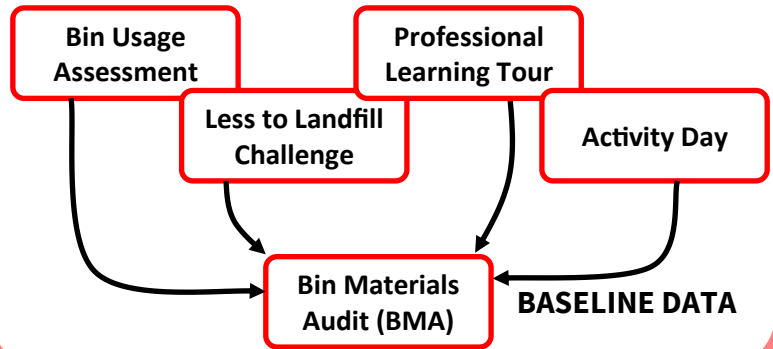 Bin Usage
Assessment
Professional
Learning Tour
Less to Landfill
Challenge
Activity Day
Bin Materials
Audit (BMA)
BASELINE DATA